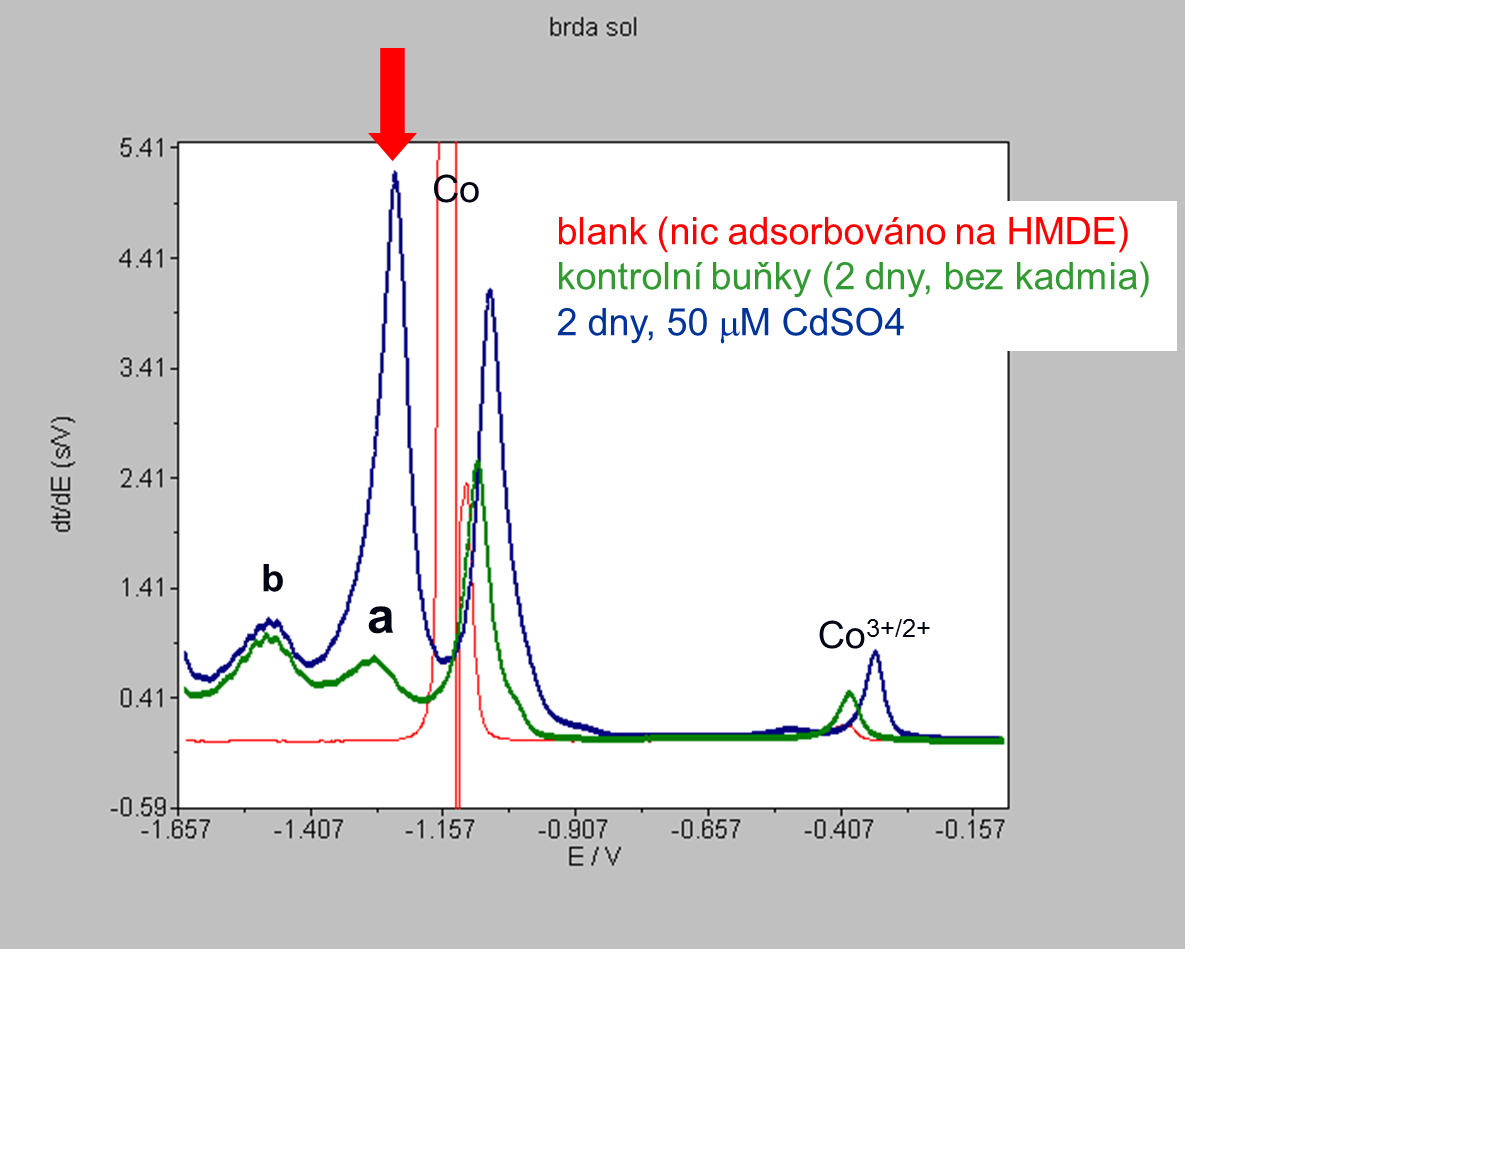 brda sol
5.41
4.41
3.41
2.41
1.41
0.41
-0.59
dt/dE (s/V)
Co
blank (nic adsorbováno na HMDE)
kontrolní buňky (2 dny, bez kadmia)
2 dny, 50 μM CdSO4
b
a
Co3+/2+
-1.657 -1.407 -1.157 -0.907 -0.657 -0.407 -0.157
E / V